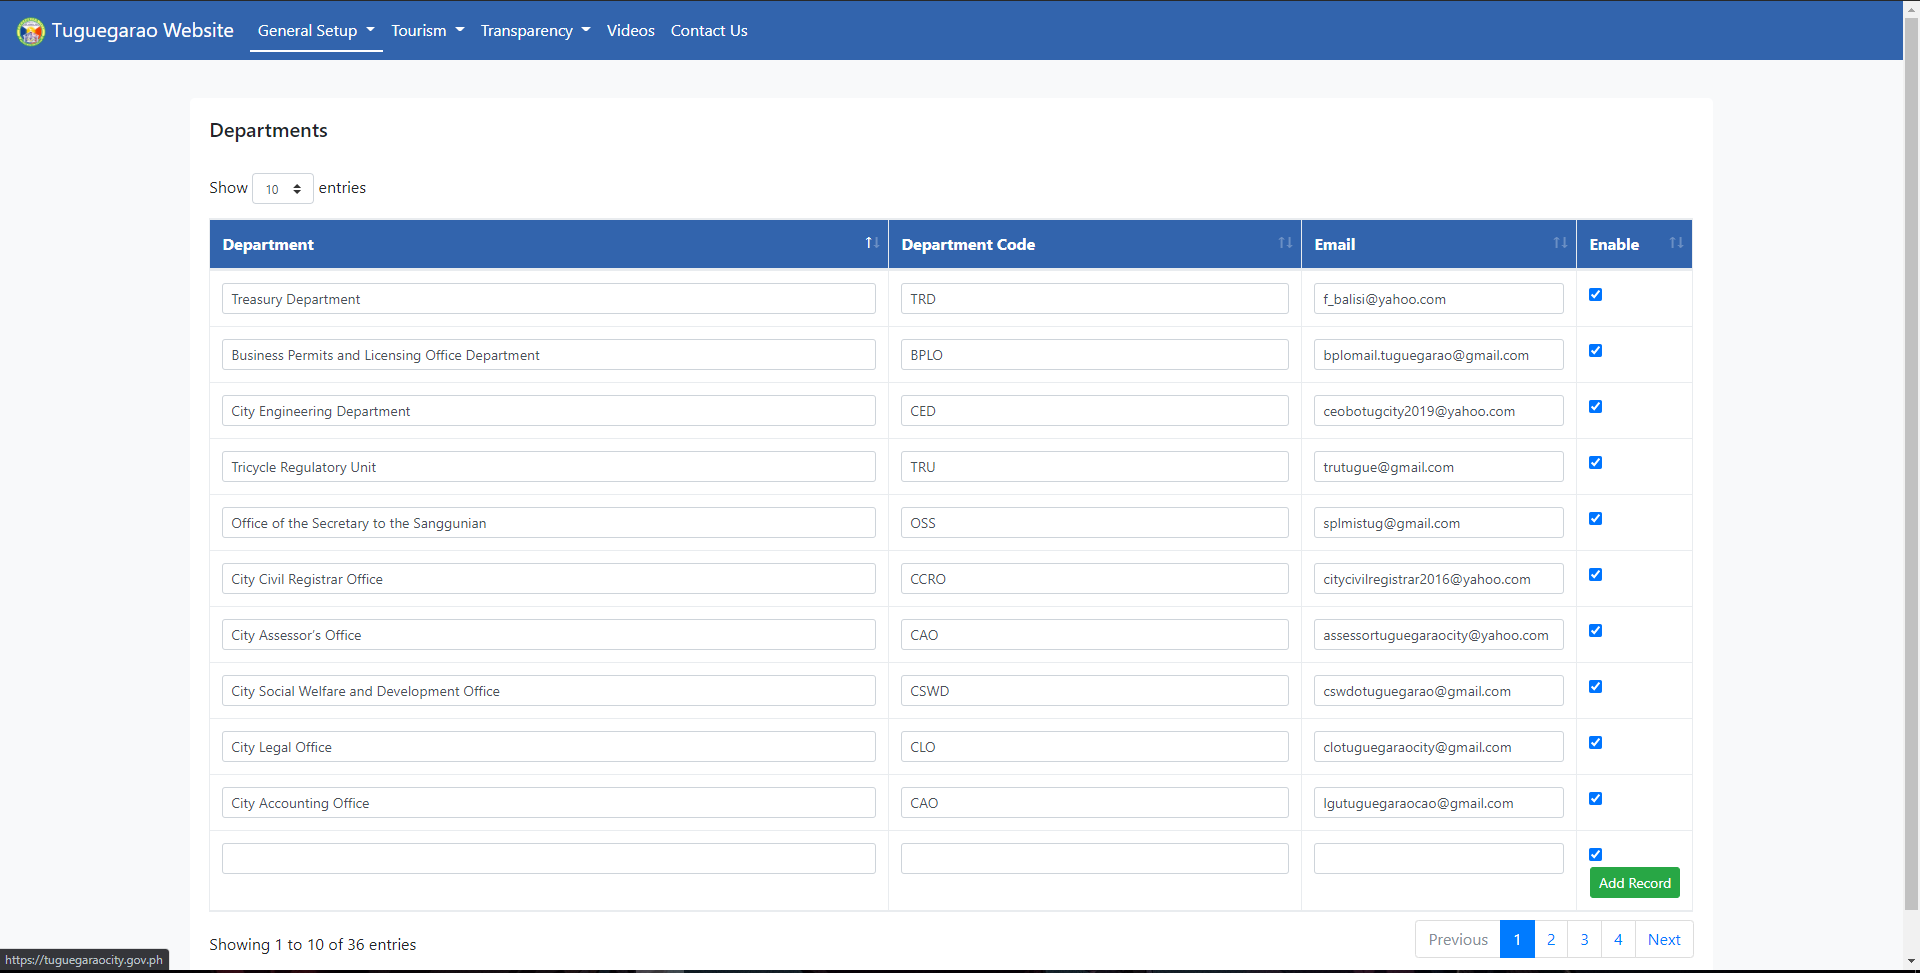 Tuguegarao Website General Setup Tourism Transparency Videos Contact Us
Departments
Show 10 entries
Department Department Code Email Enable
Treasury Department TRD f_balisi@yahoo.com
Business Permits and Licensing Office Department BPLO bplomail.tuguegarao@gmail.com
City Engineering Department CED ceobotugcity2019@yahoo.com
Tricycle Regulatory Unit TRU trutugue@gmail.com
Office of the Secretary to the Sanggunian OSS splmistug@gmail.com
City Civil Registrar Office CCRO citycivilregistrar2016@yahoo.com
City Assessor's Office CAO assessortuguegaraocity@yahoo.com
City Social Welfare and Development Office CSWD cswdotuguegarao@gmail.com
City Legal Office CLO clotuguegaraocity@gmail.com
City Accounting Office CAO lgutuguegaraocao@gmail.com
Add Record
Showing 1 to 10 of 36 entries Previous 1 2 3 4 Next
https://tuguegaraocity.gov.ph